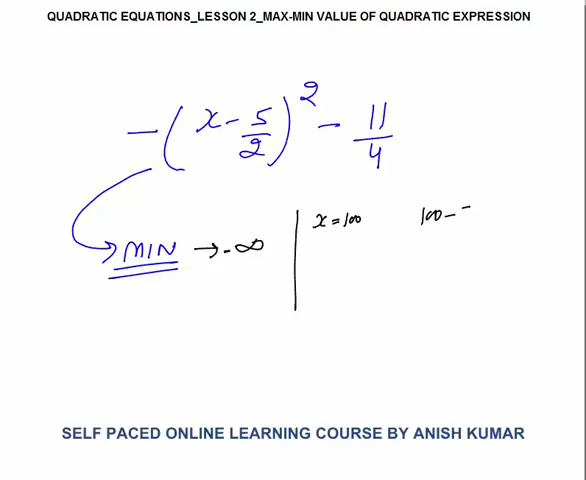 QUADRATIC EQUATIONS_LESSON 2_MAX-MIN VALUE OF QUADRATIC EXPRESSION
-(x - 5/2)^2 - 11/4
MIN → -∞
x = 100 100 - -
SELF PACED ONLINE LEARNING COURSE BY ANISH KUMAR